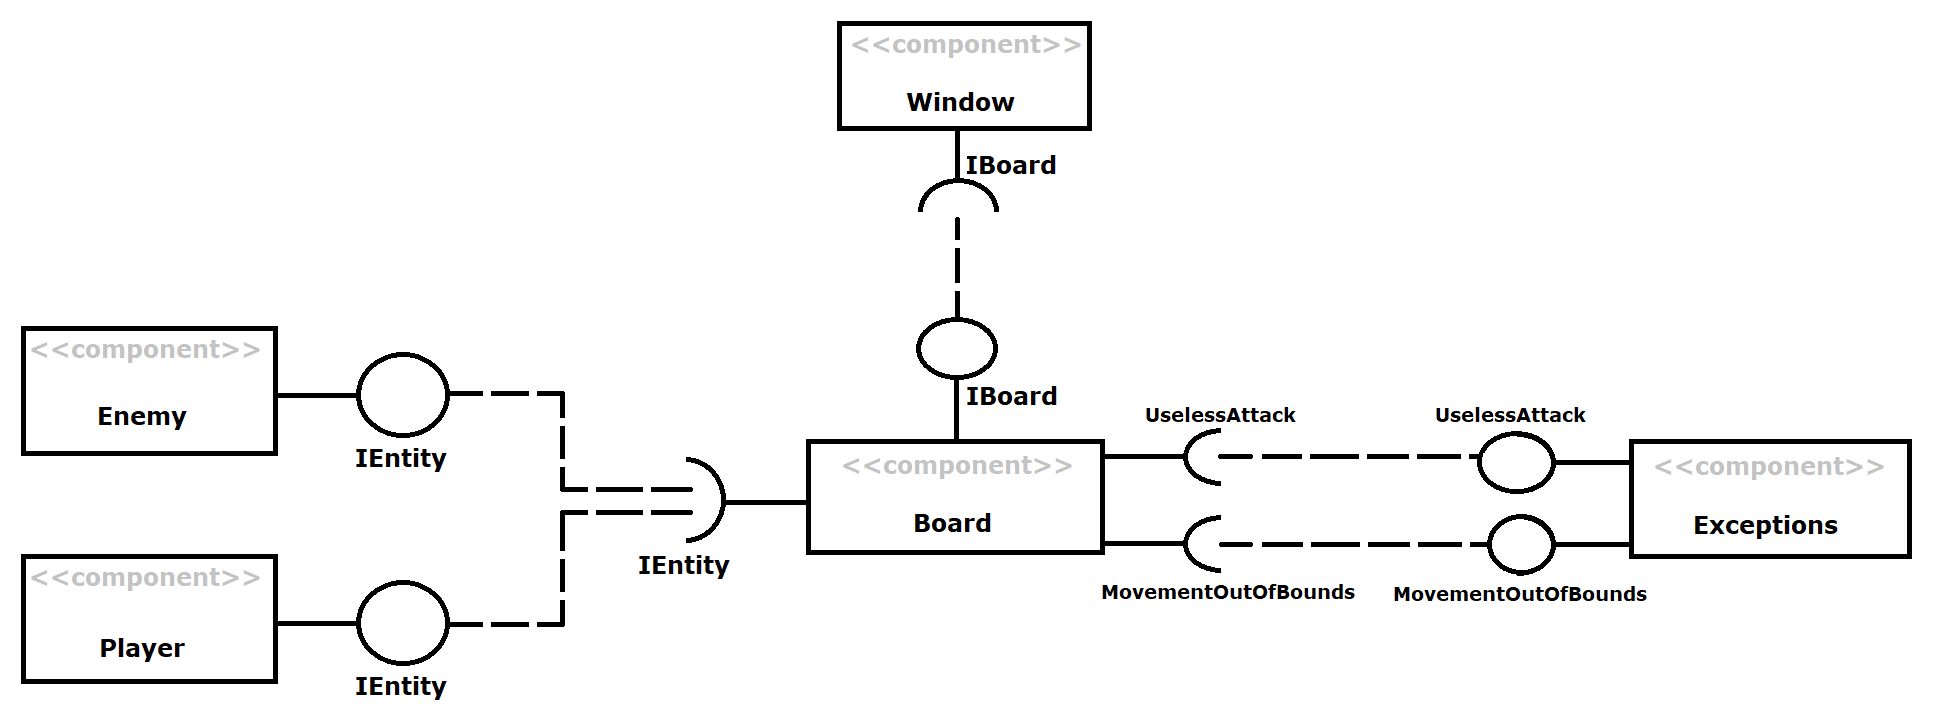 <<component>>
Window
IBoard
IBoard
<<component>>
Enemy
IEntity
<<component>>
Player
IEntity
IEntity
<<component>>
Board
UselessAttack
UselessAttack
MovementOutOfBounds
MovementOutOfBounds
<<component>>
Exceptions